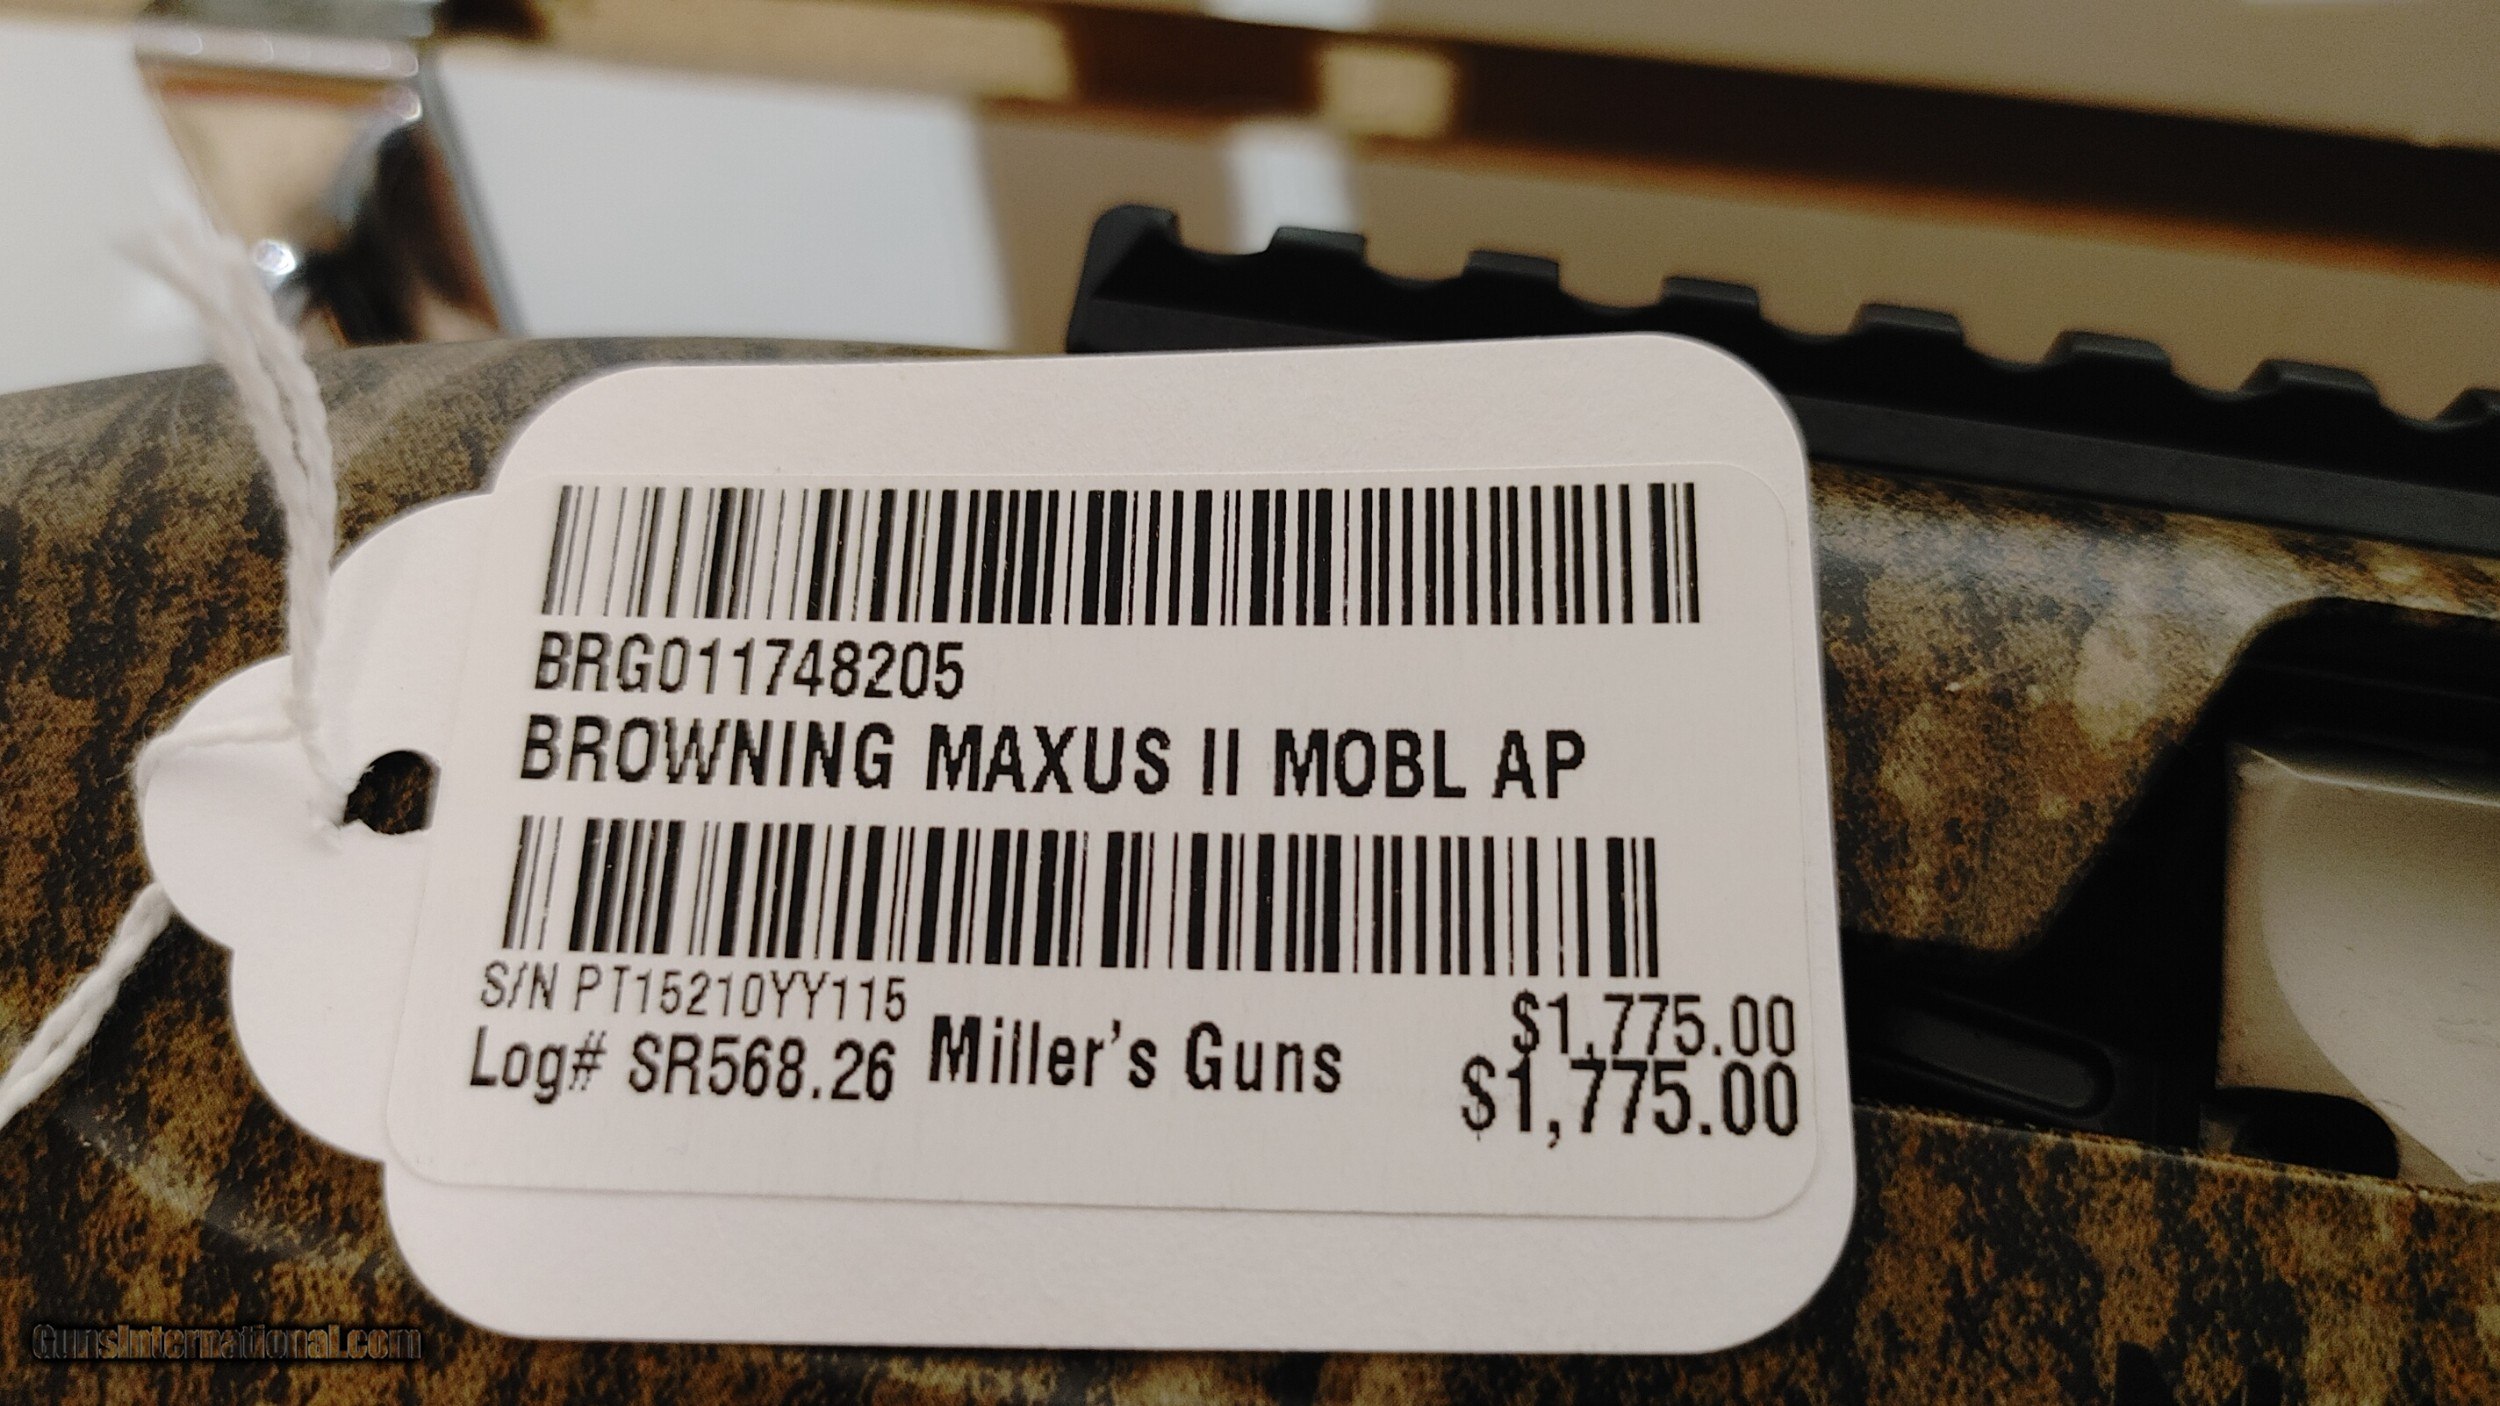 BRG011748205
BROWNING MAXUS II MOBL AP
S/N PT15210YY115
Log# SR568.26
Miller's Guns
$1,775.00
$1,775.00
GunsInternational.com